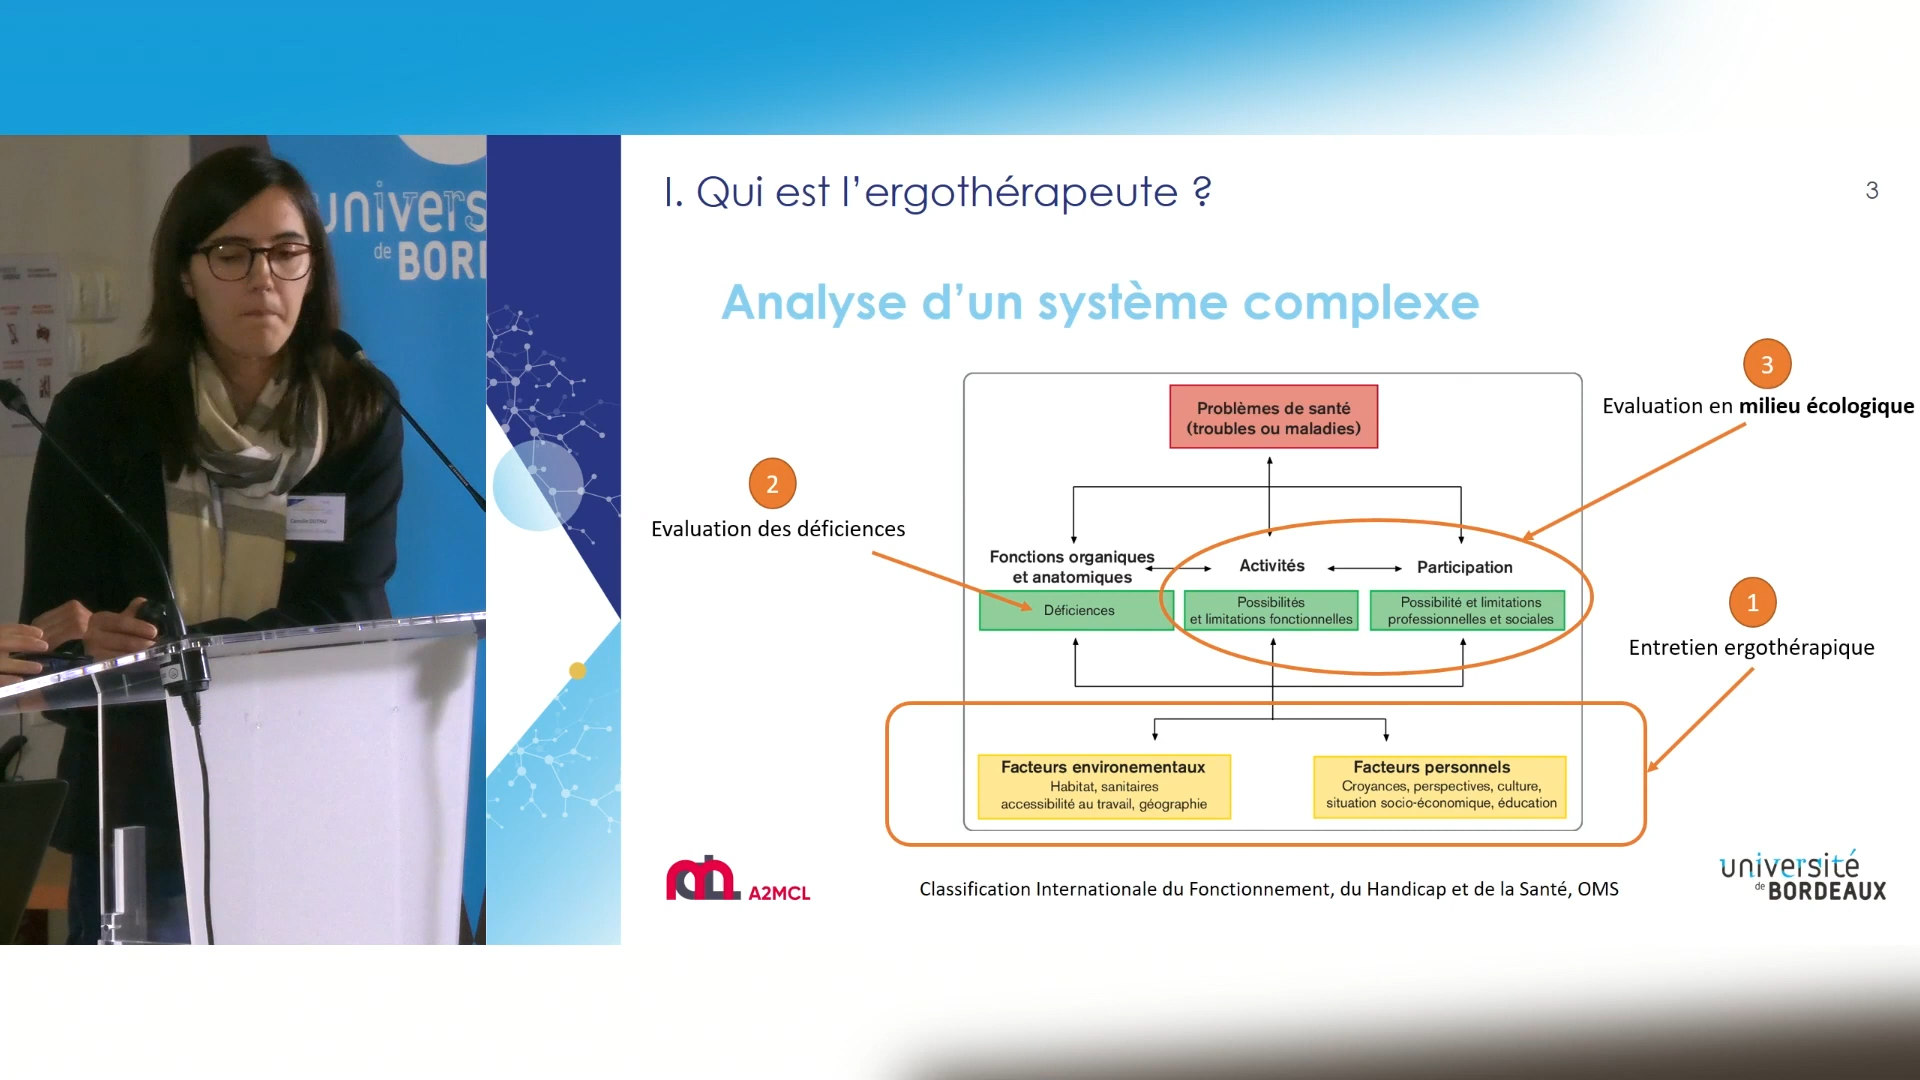 univers
de BORD
I. Qui est l’ergothérapeute ?
3
Analyse d’un système complexe
3
Evaluation en milieu écologique
Problèmes de santé
(troubles ou maladies)
2
Evaluation des déficiences
Fonctions organiques
et anatomiques
Activités
Participation
Déficiences
Possibilités
et limitations fonctionnelles
Possibilité et limitations
professionnelles et sociales
1
Entretien ergothérapique
Facteurs environementaux
Habitat, sanitaires
accessibilité au travail, géographie
Facteurs personnels
Croyances, perspectives, culture,
situation socio-économique, éducation
A2MCL
Classification Internationale du Fonctionnement, du Handicap et de la Santé, OMS
université
de BORDEAUX